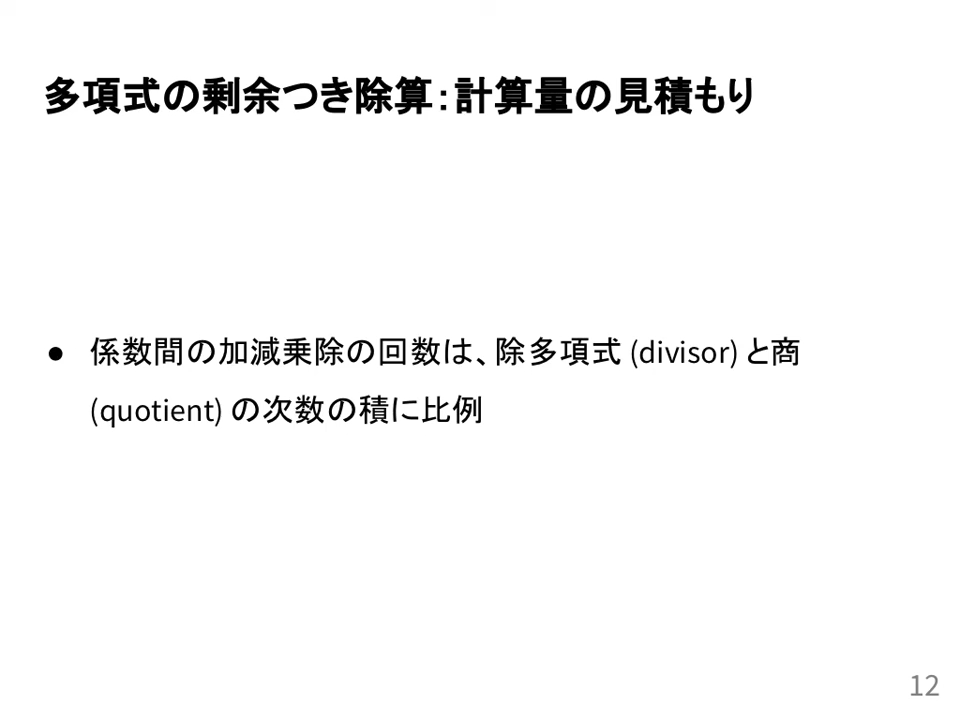 多項式の剰余つき除算：計算量の見積もり
● 係数間の加減乗除の回数は、除多項式 (divisor) と商
(quotient) の次数の積に比例
12